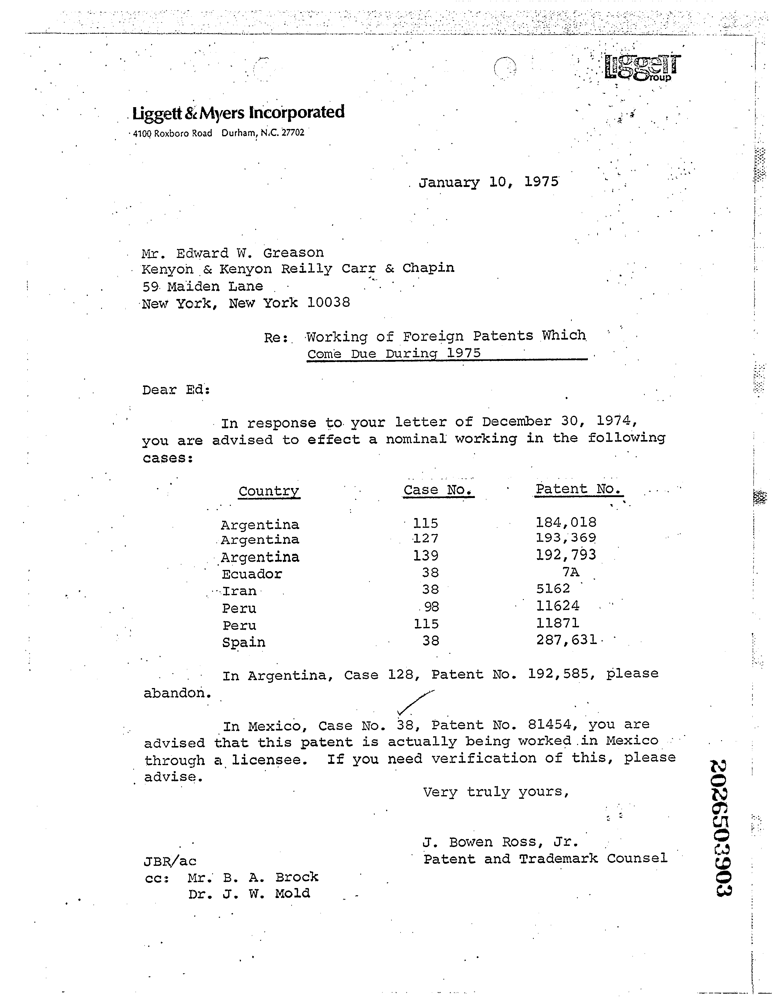 Liggett
Group
Liggett & Myers Incorporated
4100 Roxboro Road Durham, N.C. 27702
January 10, 1975
Mr. Edward W. Greason
Kenyon & Kenyon Reilly Carr & Chapin
59 Maiden Lane
New York, New York 10038
Re: Working of Foreign Patents Which
Come Due During 1975
Dear Ed:
In response to your letter of December 30, 1974,
you are advised to effect a nominal working in the following
cases:
Country Case No. Patent No.
Argentina 115 184,018
Argentina 127 193,369
Argentina 139 192,793
Ecuador 38 7A
Iran 38 5162
Peru 98 11624
Peru 115 11871
Spain 38 287,631
In Argentina, Case 128, Patent No. 192,585, please
abandon.
In Mexico, Case No. 38, Patent No. 81454, you are
advised that this patent is actually being worked in Mexico
through a licensee. If you need verification of this, please
advise.
Very truly yours,
J. Bowen Ross, Jr.
Patent and Trademark Counsel
JBR/ac
cc: Mr. B. A. Brock
Dr. J. W. Mold
2026503903